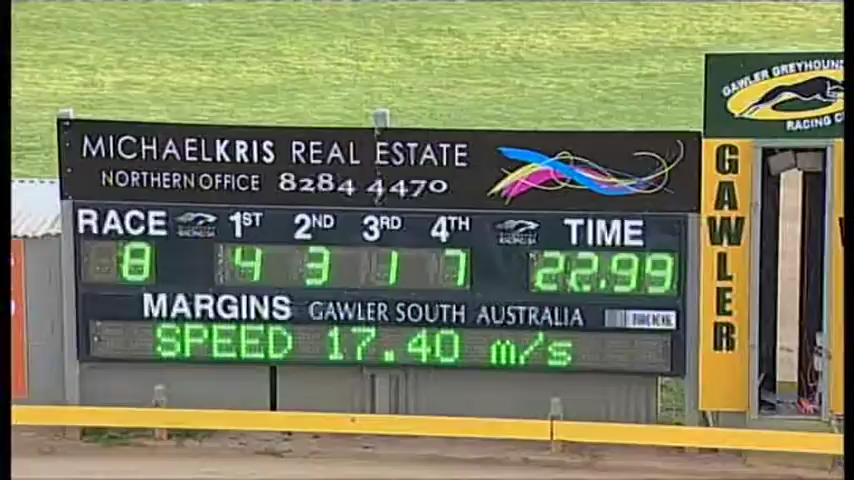 MICHAELKRIS REAL ESTATE
NORTHERN OFFICE 8284 4470
GAWLER GREYHOUND
RACING
GAWLER
RACE 1ST 2ND 3RD 4TH TIME
8 4 3 1 7 22.99
MARGINS GAWLER SOUTH AUSTRALIA
SPEED 17.40 m/s